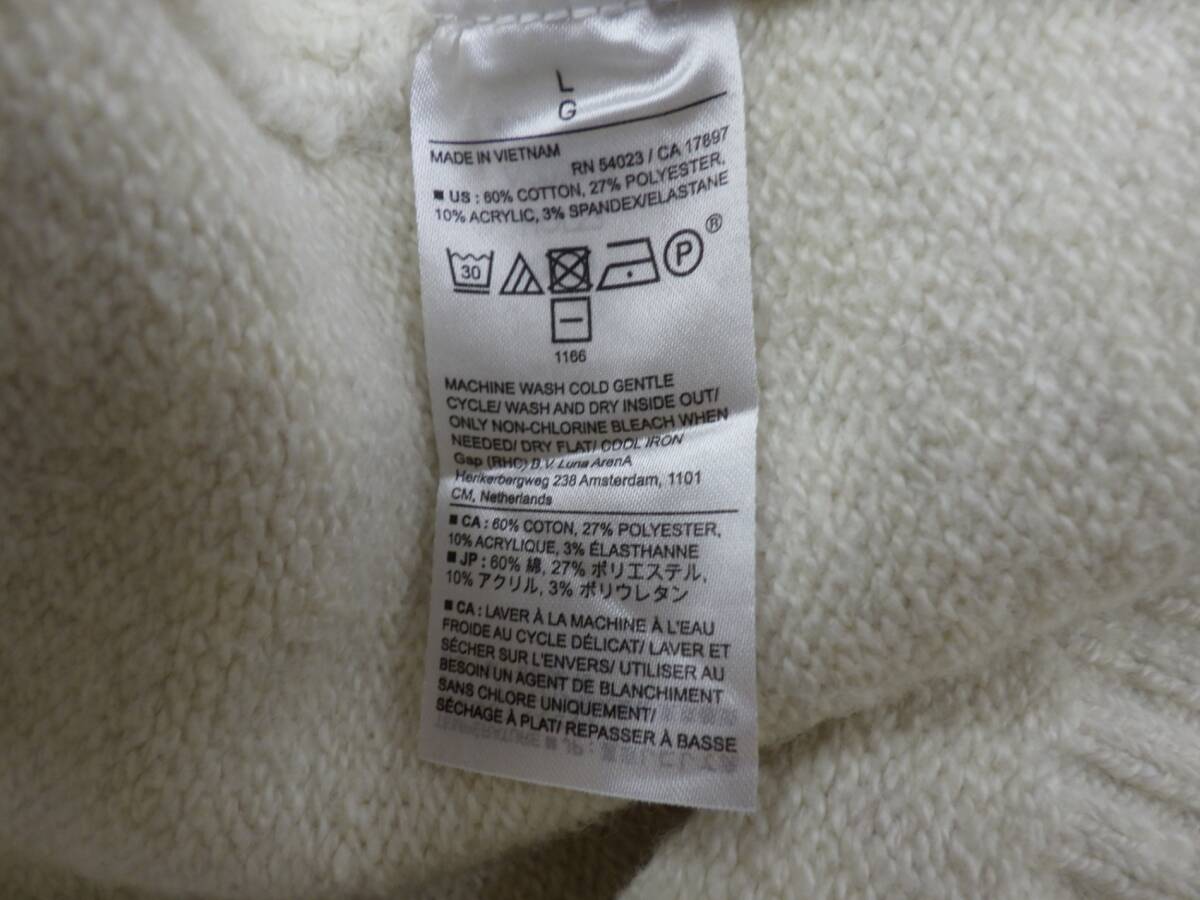 L
G
MADE IN VIETNAM
RN 54023 / CA 17897
■ US : 60% COTTON, 27% POLYESTER,
10% ACRYLIC, 3% SPANDEX/ELASTANE
30 P ®
1166
MACHINE WASH COLD GENTLE
CYCLE/ WASH AND DRY INSIDE OUT/
ONLY NON-CHLORINE BLEACH WHEN
NEEDED/ DRY FLAT/ COOL IRON
Gap (RHC) B.V. Luna ArenA
Herikerbergweg 238 Amsterdam, 1101
CM, Netherlands
■ CA : 60% COTON, 27% POLYESTER,
10% ACRYLIQUE, 3% ÉLASTHANNE
■ JP : 60% 綿, 27% ポリエステル,
10% アクリル, 3% ポリウレタン
■ CA : LAVER À LA MACHINE À L'EAU
FROIDE AU CYCLE DÉLICAT/ LAVER ET
SÉCHER SUR L'ENVERS/ UTILISER AU
BESOIN UN AGENT DE BLANCHIMENT
SANS CHLORE UNIQUEMENT/
SÉCHAGE À PLAT/ REPASSER À BASSE